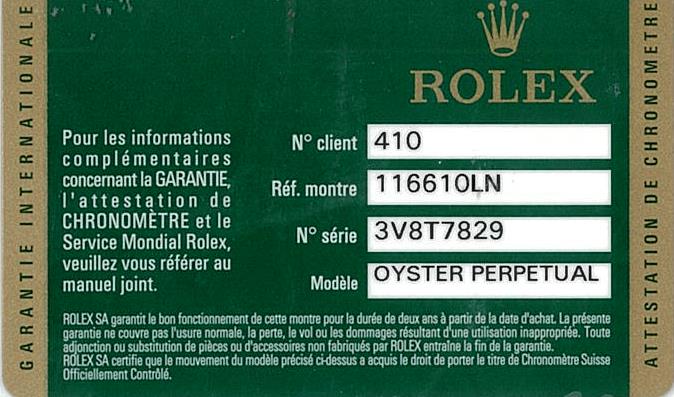 GARANTIE INTERNATIONALE
ROLEX
Pour les informations
complémentaires
concernant la GARANTIE,
l'attestation de
CHRONOMÈTRE et le
Service Mondial Rolex,
veuillez vous référer au
manuel joint.
N° client 410
Réf. montre 116610LN
N° série 3V8T7829
Modèle OYSTER PERPETUAL
ROLEX SA garantit le bon fonctionnement de cette montre pour la durée de deux ans à partir de la date d'achat. La présente
garantie ne couvre pas l'usure normale, la perte, le vol ou les dommages résultant d'une utilisation inappropriée. Toute
adjonction ou substitution de pièces ou d'accessoires non fabriqués par ROLEX entraîne la fin de la garantie.
ROLEX SA certifie que le mouvement du modèle précisé ci-dessus a acquis le droit de porter le titre de Chronomètre Suisse
Officiellement Contrôlé.
ATTESTATION DE CHRONOMETRE